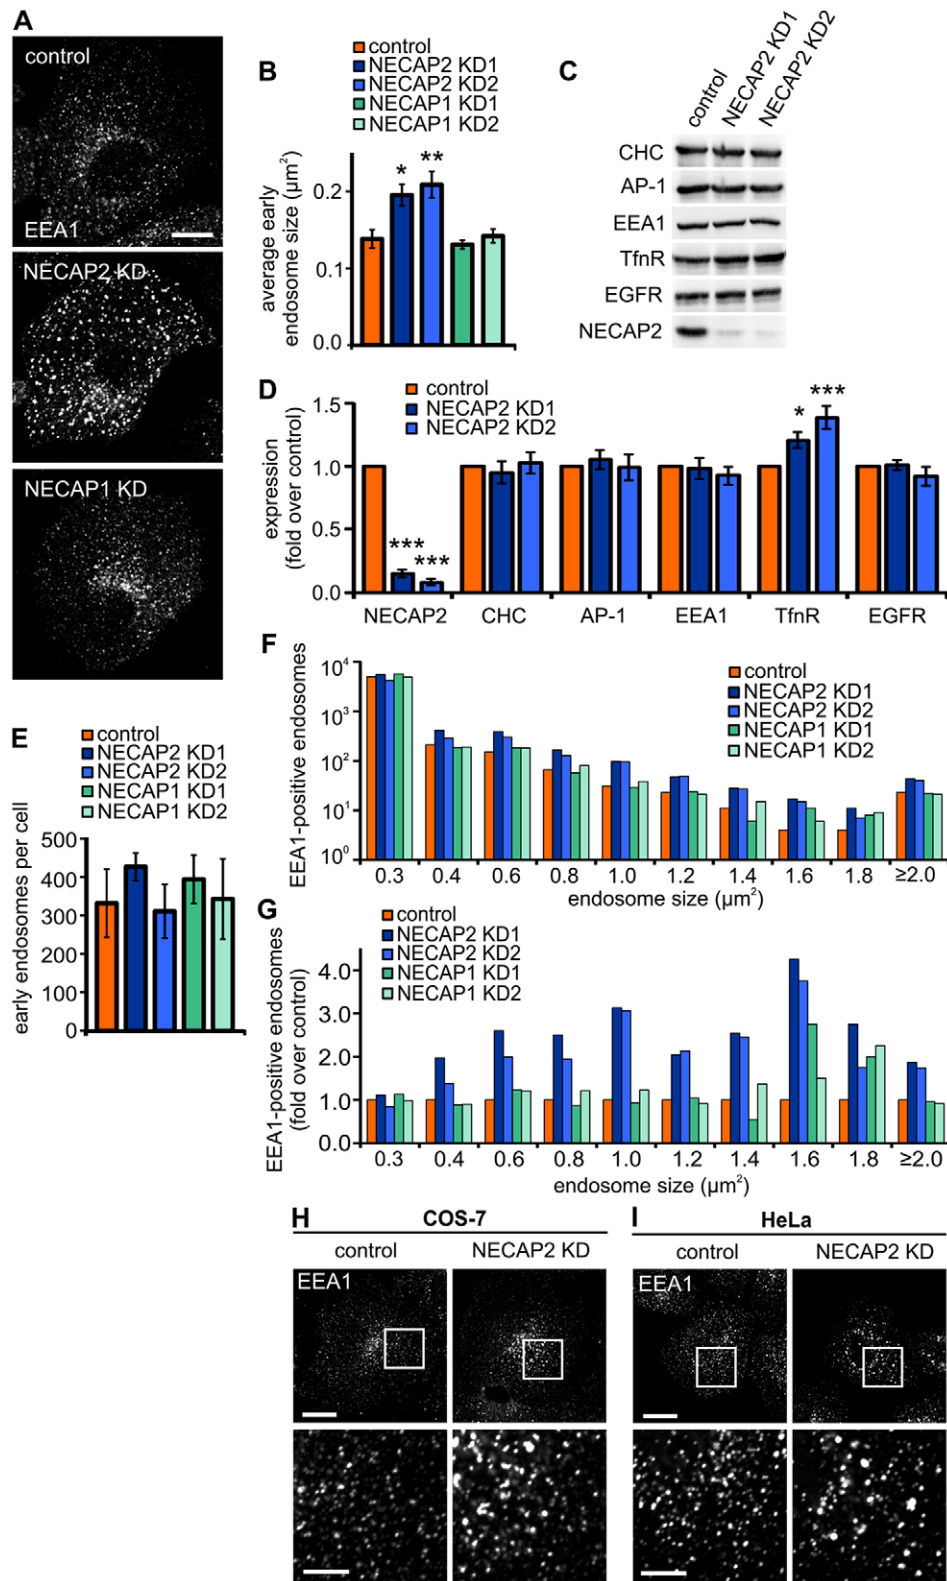 A
control
EEA1
NECAP2 KD
NECAP1 KD
B
control
NECAP2 KD1
NECAP2 KD2
NECAP1 KD1
NECAP1 KD2
average early
endosome size (µm²)
0.2
0.1
0.0
* **
C
control
NECAP2 KD1
NECAP2 KD2
CHC
AP-1
EEA1
TfnR
EGFR
NECAP2
D
control
NECAP2 KD1
NECAP2 KD2
expression
(fold over control)
1.5
1.0
0.5
0.0
*** *** * ***
NECAP2 CHC AP-1 EEA1 TfnR EGFR
E
control
NECAP2 KD1
NECAP2 KD2
NECAP1 KD1
NECAP1 KD2
early endosomes per cell
500
400
300
200
100
0
F
control
NECAP2 KD1
NECAP2 KD2
NECAP1 KD1
NECAP1 KD2
EEA1-positive endosomes
10⁴
10³
10²
10¹
10⁰
0.3 0.4 0.6 0.8 1.0 1.2 1.4 1.6 1.8 ≥2.0
endosome size (µm²)
G
control
NECAP2 KD1
NECAP2 KD2
NECAP1 KD1
NECAP1 KD2
EEA1-positive endosomes
(fold over control)
4.0
3.0
2.0
1.0
0.0
0.3 0.4 0.6 0.8 1.0 1.2 1.4 1.6 1.8 ≥2.0
endosome size (µm²)
H
COS-7
control NECAP2 KD
EEA1
I
HeLa
control NECAP2 KD
EEA1